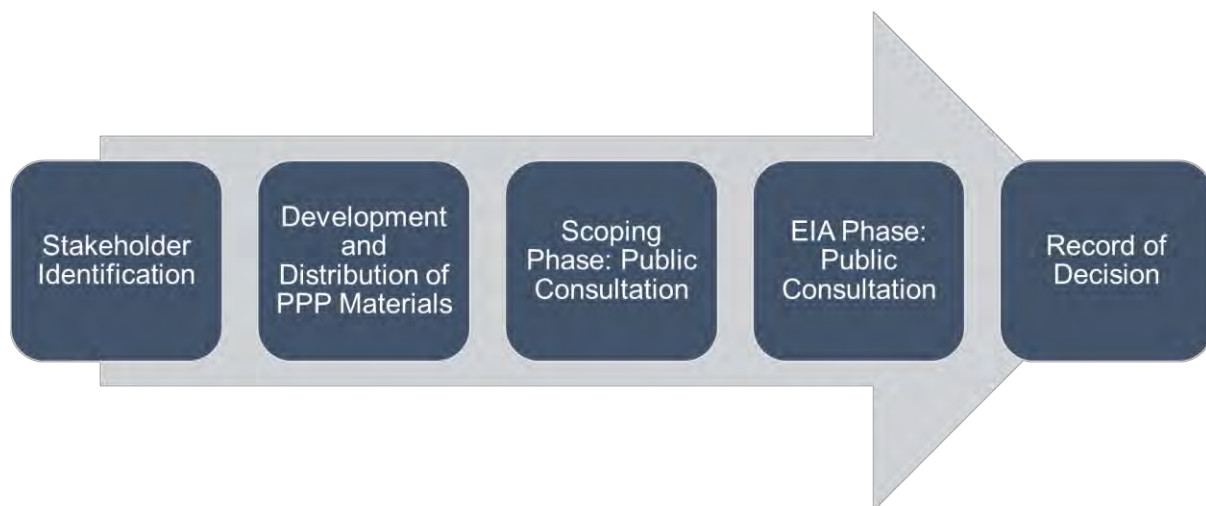 Stakeholder
Identification
Development
and
Distribution of
PPP Materials
Scoping
Phase: Public
Consultation
EIA Phase:
Public
Consultation
Record of
Decision